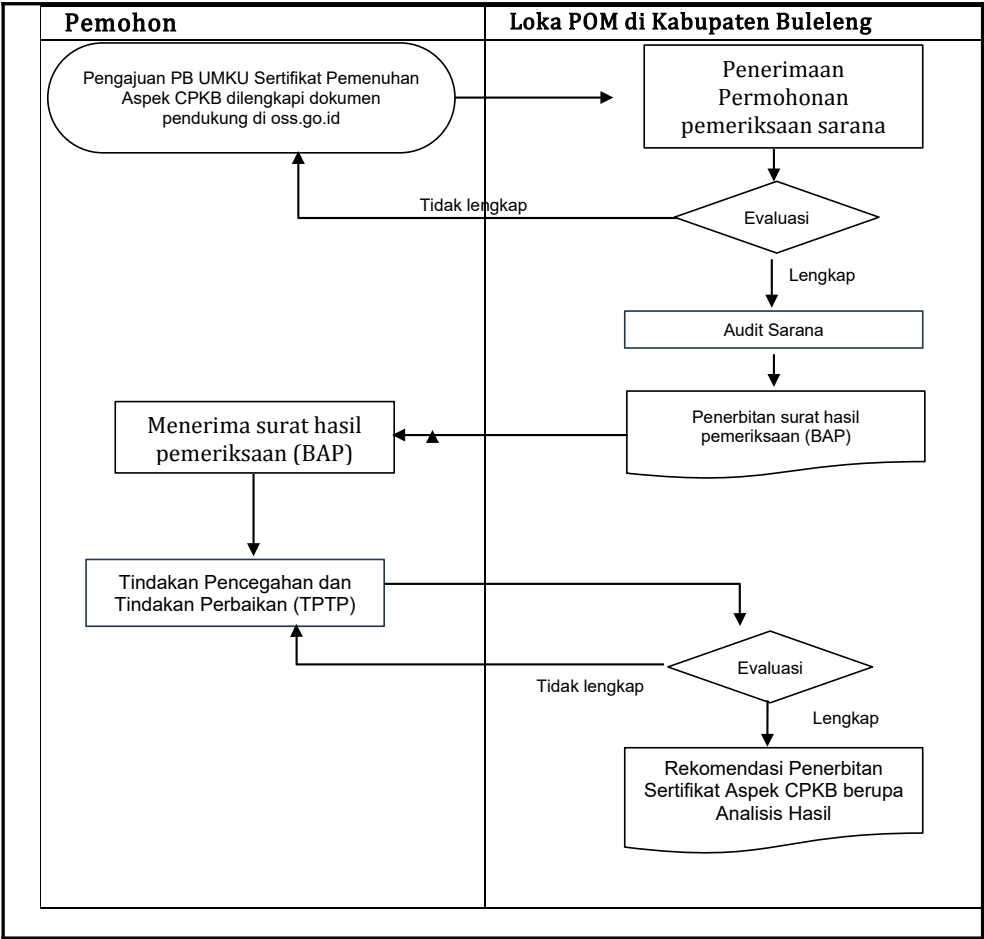 Pemohon
Loka POM di Kabupaten Buleleng
Pengajuan PB UMKU Sertifikat Pemenuhan
Aspek CPKB dilengkapi dokumen
pendukung di oss.go.id
Penerimaan
Permohonan
pemeriksaan sarana
Tidak lengkap
Evaluasi
Lengkap
Audit Sarana
Penerbitan surat hasil
pemeriksaan (BAP)
Menerima surat hasil
pemeriksaan (BAP)
Tindakan Pencegahan dan
Tindakan Perbaikan (TPTP)
Evaluasi
Tidak lengkap
Lengkap
Rekomendasi Penerbitan
Sertifikat Aspek CPKB berupa
Analisis Hasil